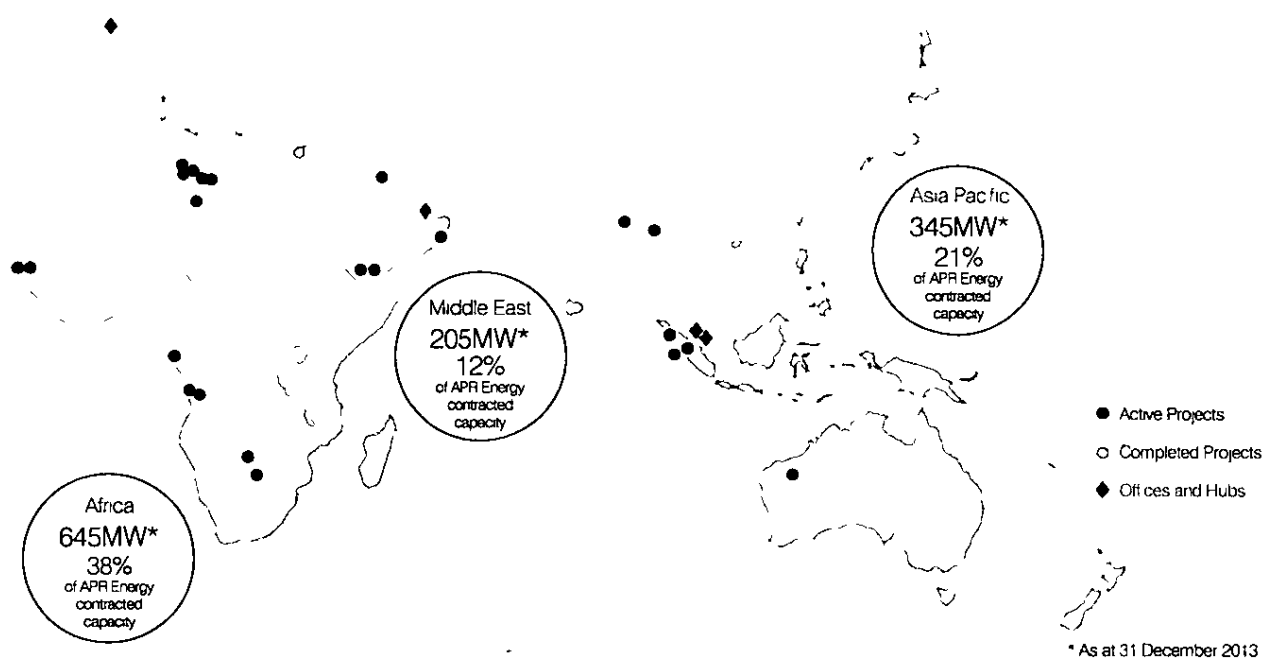 Asia Pacific
345MW*
21%
of APR Energy
contracted
capacity
Middle East
205MW*
12%
of APR Energy
contracted
capacity
Active Projects
Completed Projects
Offices and Hubs
Africa
645MW*
38%
of APR Energy
contracted
capacity
* As at 31 December 2013